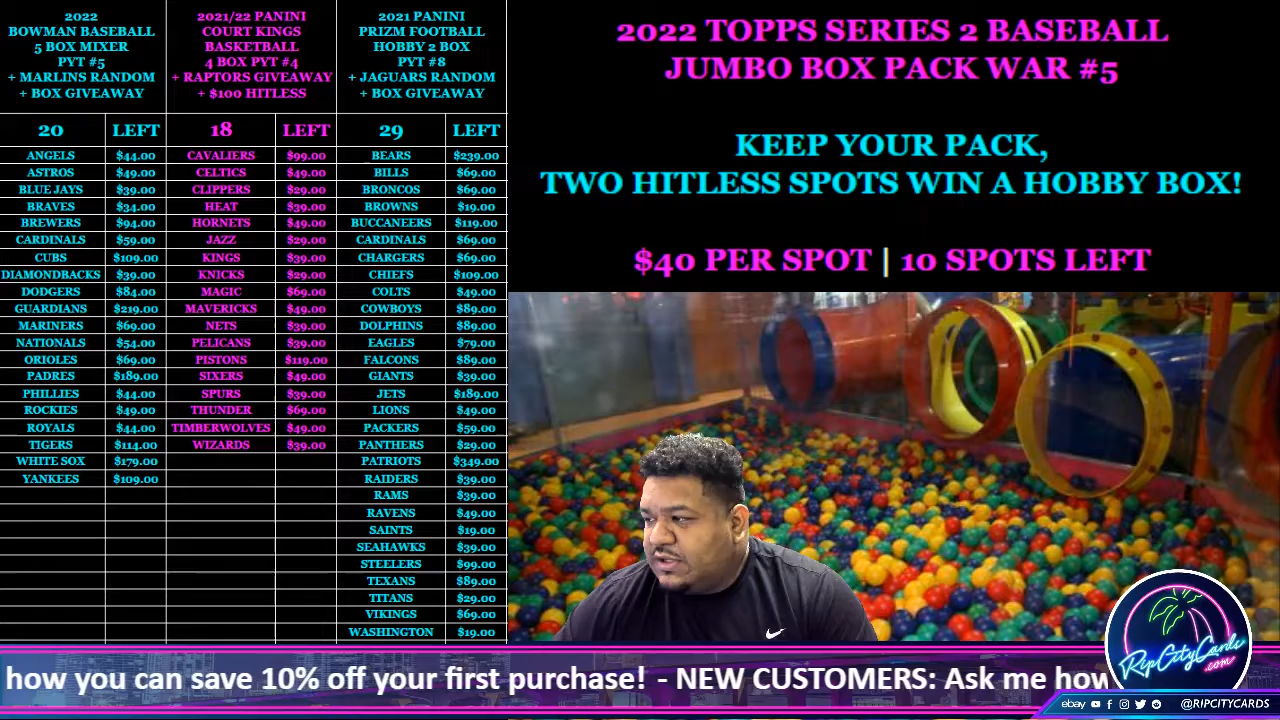 2022
BOWMAN BASEBALL
5 BOX MIXER
PYT #5
+ MARLINS RANDOM
+ BOX GIVEAWAY
20 LEFT
ANGELS $44.00
ASTROS $49.00
BLUE JAYS $39.00
BRAVES $34.00
BREWERS $94.00
CARDINALS $59.00
CUBS $109.00
DIAMONDBACKS $39.00
DODGERS $84.00
GUARDIANS $219.00
MARINERS $69.00
NATIONALS $54.00
ORIOLES $69.00
PADRES $189.00
PHILLIES $44.00
ROCKIES $49.00
ROYALS $44.00
TIGERS $114.00
WHITE SOX $179.00
YANKEES $109.00
2021/22 PANINI
COURT KINGS
BASKETBALL
4 BOX PYT #4
+ RAPTORS GIVEAWAY
+ $100 HITLESS
18 LEFT
CAVALIERS $99.00
CELTICS $49.00
CLIPPERS $29.00
HEAT $39.00
HORNETS $49.00
JAZZ $29.00
KINGS $39.00
KNICKS $29.00
MAGIC $69.00
MAVERICKS $49.00
NETS $39.00
PELICANS $39.00
PISTONS $119.00
SIXERS $49.00
SPURS $39.00
THUNDER $69.00
TIMBERWOLVES $49.00
WIZARDS $39.00
2021 PANINI
PRIZM FOOTBALL
HOBBY 2 BOX
PYT #8
+ JAGUARS RANDOM
+ BOX GIVEAWAY
29 LEFT
BEARS $239.00
BILLS $69.00
BRONCOS $69.00
BROWNS $19.00
BUCCANEERS $119.00
CARDINALS $69.00
CHARGERS $69.00
CHIEFS $109.00
COLTS $49.00
COWBOYS $89.00
DOLPHINS $89.00
EAGLES $79.00
FALCONS $89.00
GIANTS $39.00
JETS $189.00
LIONS $49.00
PACKERS $59.00
PANTHERS $29.00
PATRIOTS $349.00
RAIDERS $39.00
RAMS $39.00
RAVENS $49.00
SAINTS $19.00
SEAHAWKS $39.00
STEELERS $99.00
TEXANS $89.00
TITANS $29.00
VIKINGS $69.00
WASHINGTON $19.00
2022 TOPPS SERIES 2 BASEBALL
JUMBO BOX PACK WAR #5
KEEP YOUR PACK,
TWO HITLESS SPOTS WIN A HOBBY BOX!
$40 PER SPOT | 10 SPOTS LEFT
how you can save 10% off your first purchase! - NEW CUSTOMERS: Ask me how
RipCityCards
.com
ebay @RIPCITYCARDS